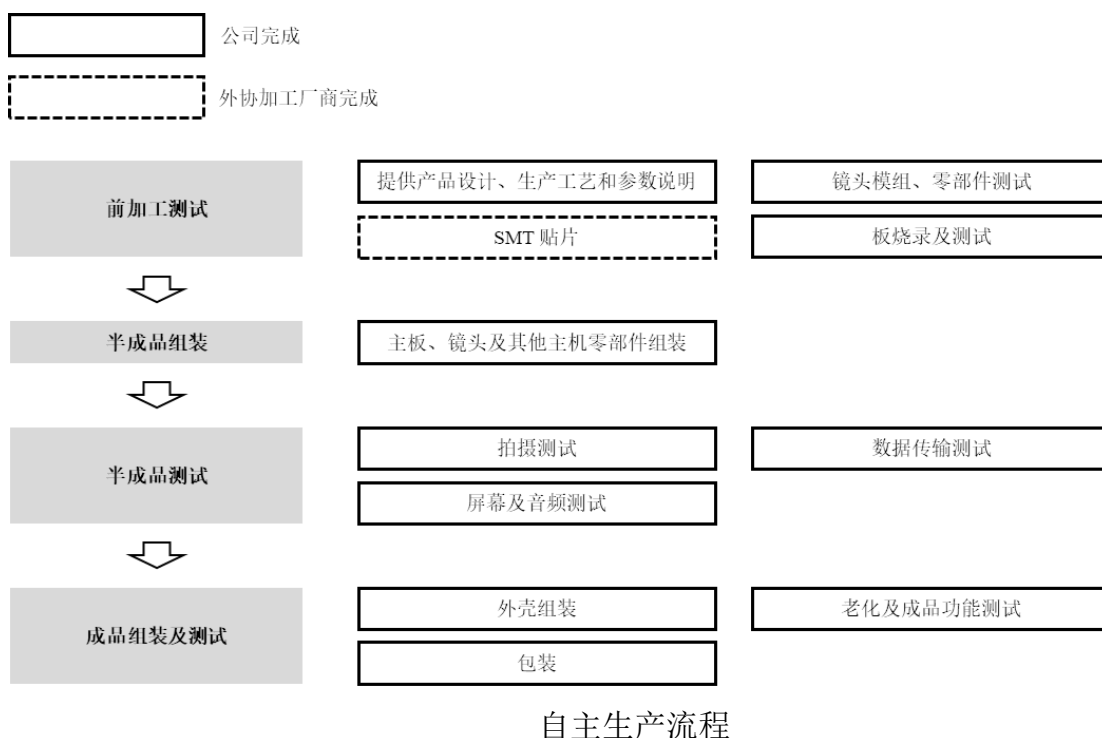 公司完成
外协加工厂商完成
前加工测试
提供产品设计、生产工艺和参数说明
镜头模组、零部件测试
SMT 贴片
板烧录及测试
半成品组装
主板、镜头及其他主机零部件组装
半成品测试
拍摄测试
数据传输测试
屏幕及音频测试
成品组装及测试
外壳组装
老化及成品功能测试
包装
自主生产流程